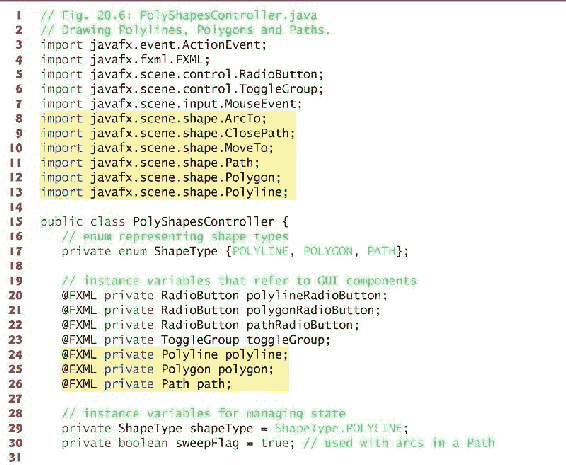 1 // Fig. 20.6: PolyShapesController.java
2 // Drawing Polylines, Polygons and Paths.
3 import javafx.event.ActionEvent;
4 import javafx.fxml.FXML;
5 import javafx.scene.control.RadioButton;
6 import javafx.scene.control.ToggleGroup;
7 import javafx.scene.input.MouseEvent;
8 import javafx.scene.shape.ArcTo;
9 import javafx.scene.shape.ClosePath;
10 import javafx.scene.shape.MoveTo;
11 import javafx.scene.shape.Path;
12 import javafx.scene.shape.Polygon;
13 import javafx.scene.shape.Polyline;
14
15 public class PolyShapesController {
16 // enum representing shape types
17 private enum ShapeType {POLYLINE, POLYGON, PATH};
18
19 // instance variables that refer to GUI components
20 @FXML private RadioButton polylineRadioButton;
21 @FXML private RadioButton polygonRadioButton;
22 @FXML private RadioButton pathRadioButton;
23 @FXML private ToggleGroup toggleGroup;
24 @FXML private Polyline polyline;
25 @FXML private Polygon polygon;
26 @FXML private Path path;
27
28 // instance variables for managing state
29 private ShapeType shapeType = ShapeType.POLYLINE;
30 private boolean sweepFlag = true; // used with arcs in a Path
31